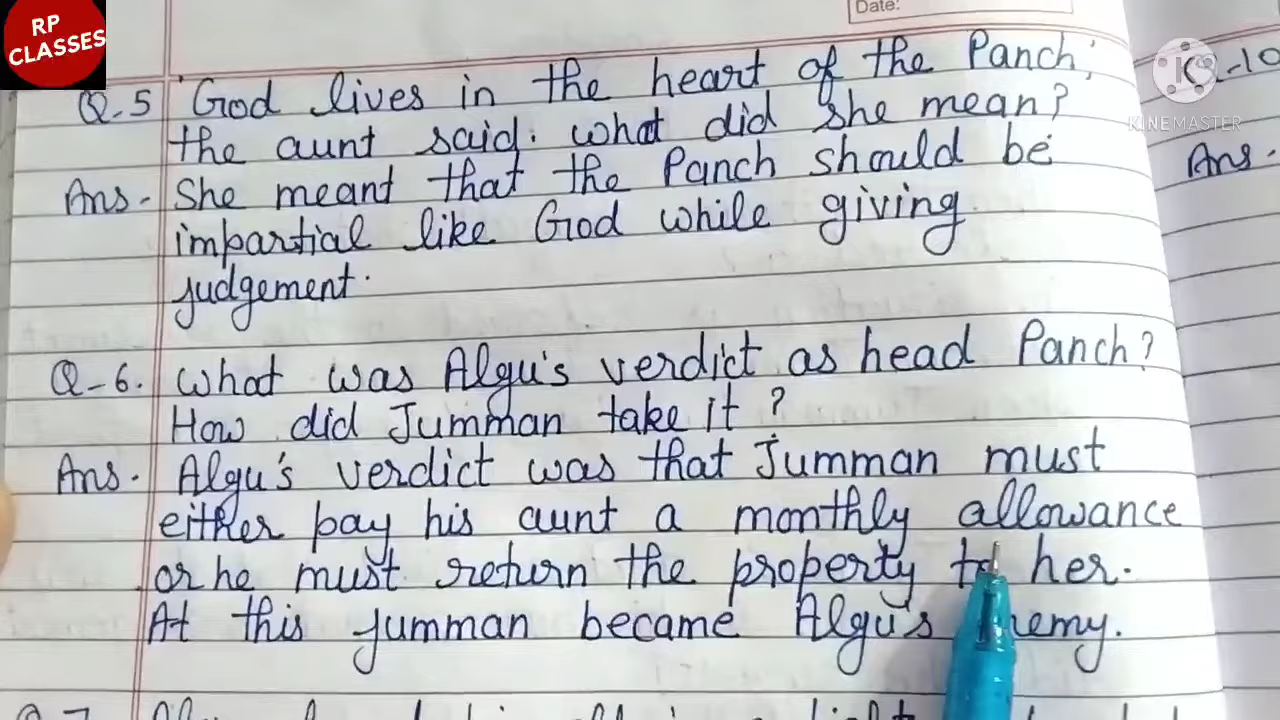 RP
CLASSES
Date:
KINEMASTER
Q.5 'God lives in the heart of the Panch,'
the aunt said. what did she mean?
Ans. She meant that the Panch should be
impartial like God while giving
judgement.
Q-6. What was Algu's verdict as head Panch?
How did Jumman take it?
Ans. Algu's verdict was that Jumman must
either pay his aunt a monthly allowance
or he must return the property to her.
At this Jumman became Algu's
Q-7
-10
Ans.